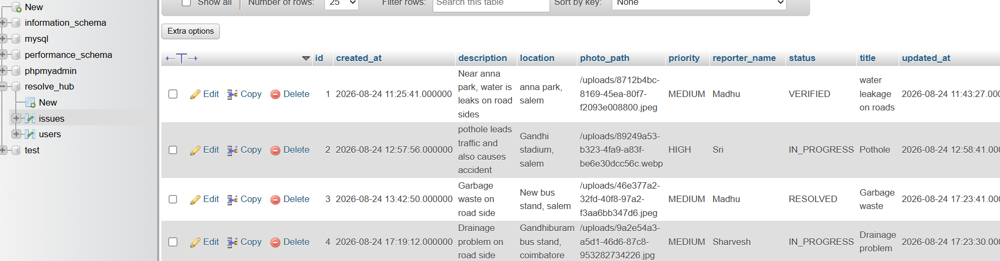 New
information_schema
mysql
performance_schema
phpmyadmin
resolve_hub
New
issues
users
test
Show all Number of rows: 25 Filter rows: Search this table Sort by key: None
Extra options
id created_at description location photo_path priority reporter_name status title updated_at
Near anna
park, water is
leaks on road
sides
anna park,
salem
/uploads/8712b4bc-
8169-45ea-80f7-
f2093e008800.jpeg
water
leakage
on roads
Edit Copy Delete 1 2026-08-24 11:25:41.000000 MEDIUM Madhu VERIFIED 2026-08-24 11:43:27.000
pothole leads
traffic and
also causes
accident
Gandhi
stadium,
salem
/uploads/89249a53-
b323-4fa9-a83f-
be6e30dcc56c.webp
Edit Copy Delete 2 2026-08-24 12:57:56.000000 HIGH Sri IN_PROGRESS Pothole 2026-08-24 12:58:41.000
Garbage
waste on
road side
New bus
stand, salem
/uploads/46e377a2-
32fd-40f8-97a2-
f3aa6bb347d6.jpeg
Garbage
waste
Edit Copy Delete 3 2026-08-24 13:42:50.000000 MEDIUM Madhu RESOLVED 2026-08-24 17:23:41.000
Drainage
problem on
road side
Gandhiburam
bus stand,
coimbatore
/uploads/9a2e54a3-
a5d1-46d6-87c8-
953282734226.jpg
Drainage
problem
Edit Copy Delete 4 2026-08-24 17:19:12.000000 MEDIUM Sharvesh IN_PROGRESS 2026-08-24 17:23:30.000